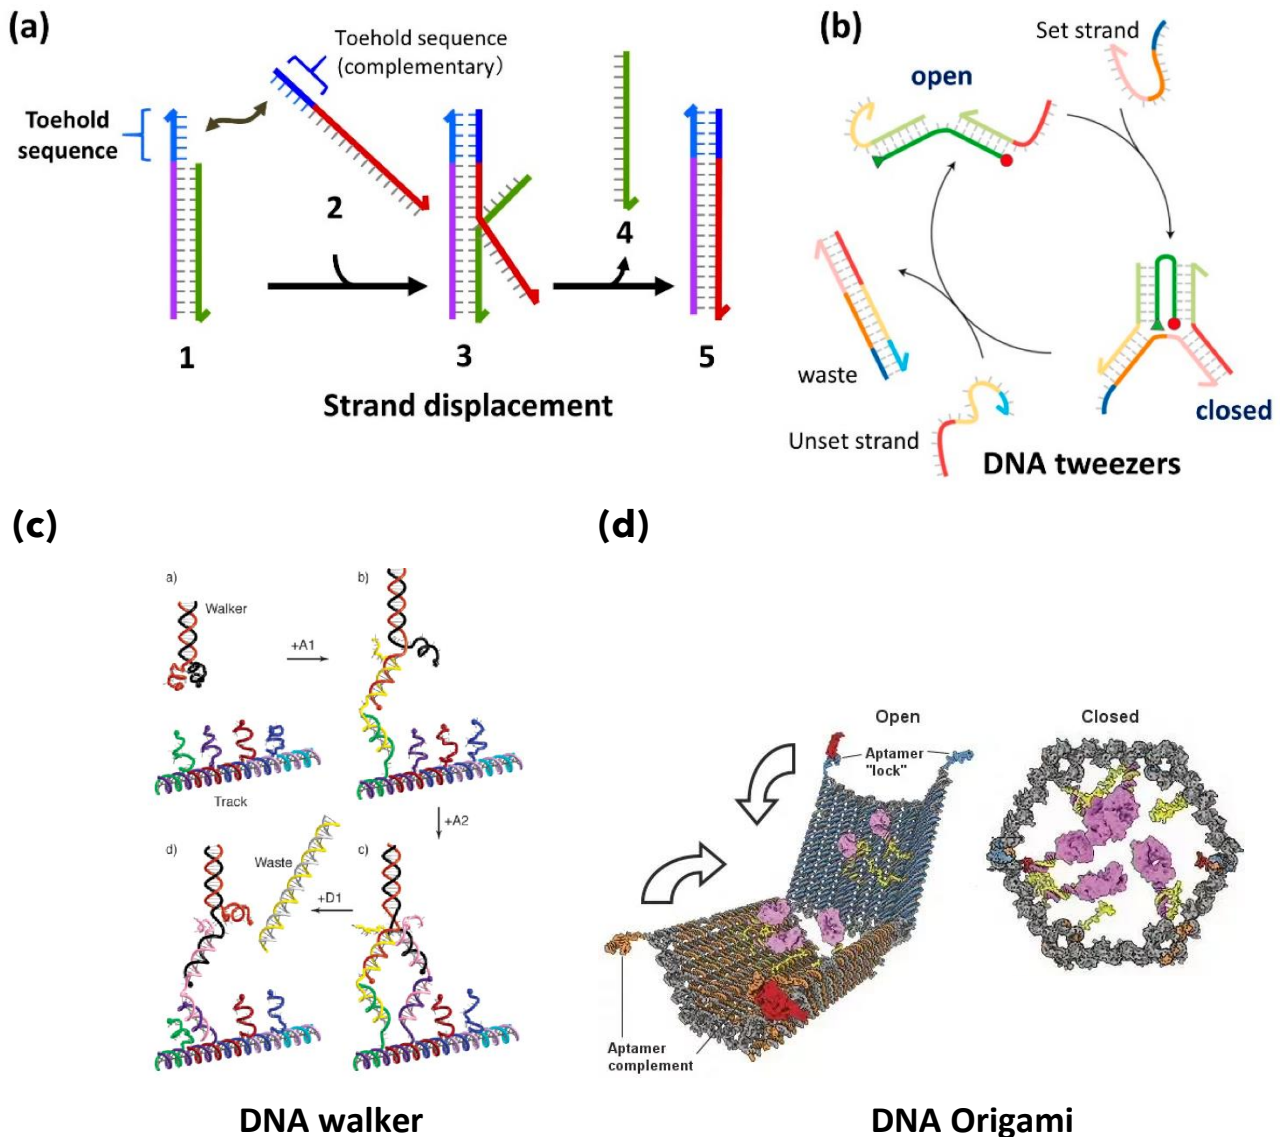 (a)
Toehold sequence
(complementary)
Toehold
sequence
2
4
1
3
5
Strand displacement
(b)
Set strand
open
waste
Unset strand
closed
DNA tweezers
(c)
a)
Walker
+A1
b)
Track
+A2
d)
Waste
+D1
c)
DNA walker
(d)
Open
Closed
Aptamer
"lock"
Aptamer
complement
DNA Origami